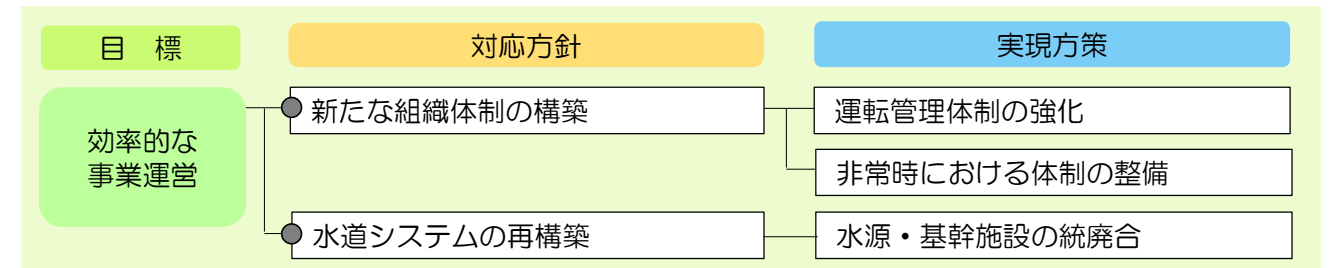 目 標
対応方針
実現方策
効率的な
事業運営
新たな組織体制の構築
運転管理体制の強化
非常時における体制の整備
水道システムの再構築
水源・基幹施設の統廃合